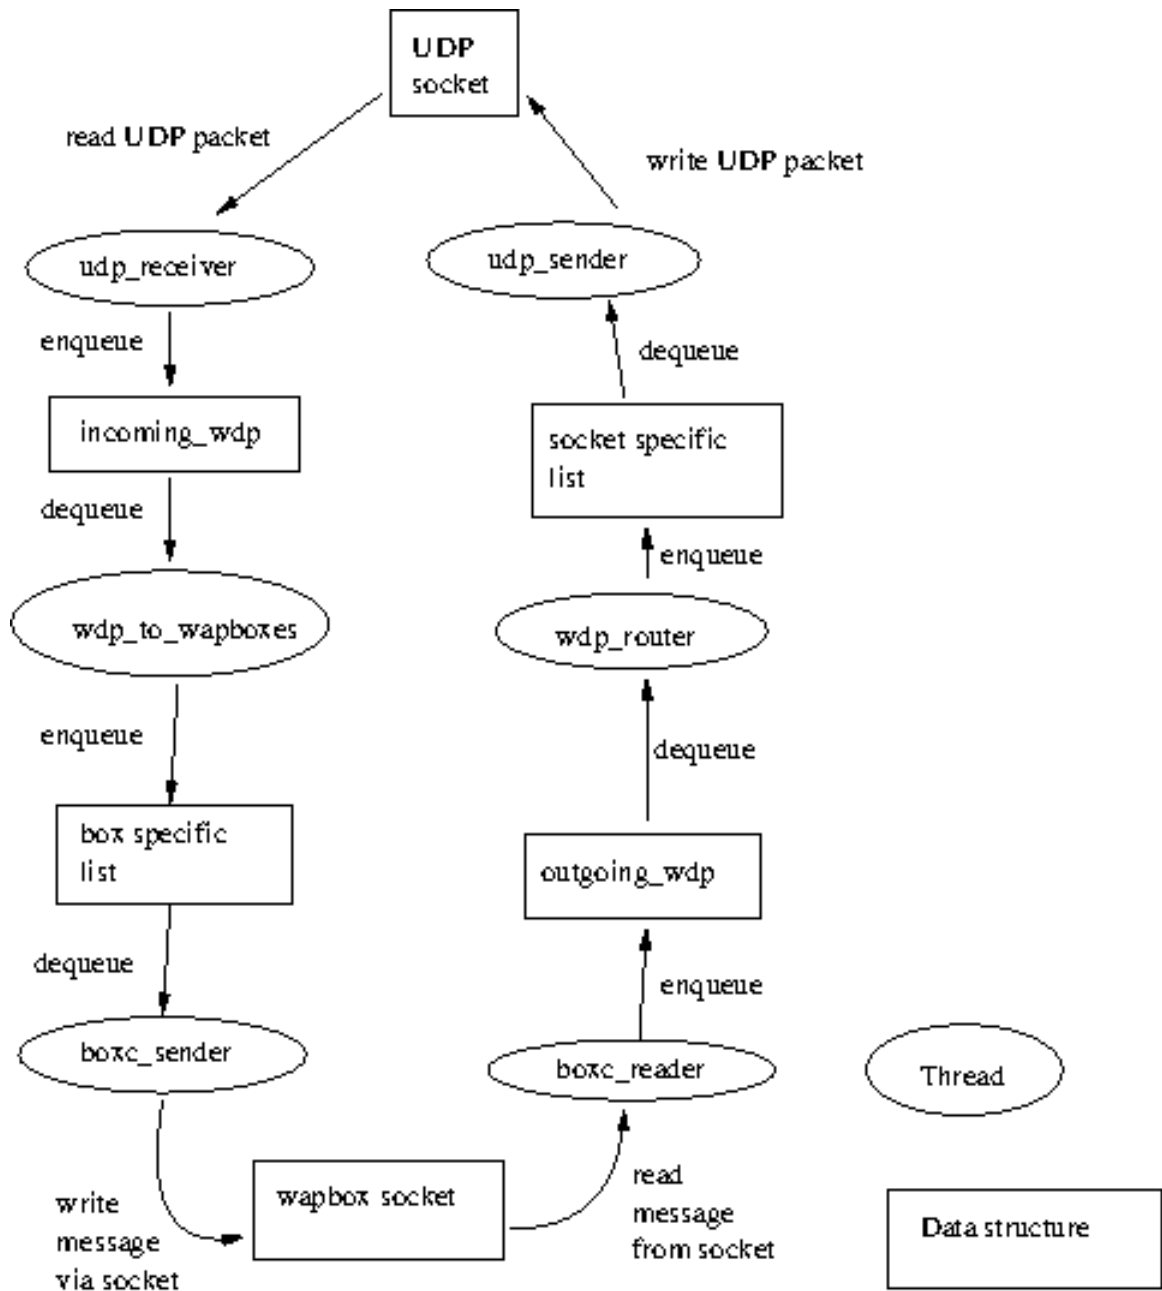 UDP
socket
read UDP packet
write UDP packet
udp_receiver
udp_sender
enqueue
dequeue
incoming_wdp
socket specific
list
dequeue
enqueue
wdp_to_wapboxes
wdp_router
enqueue
dequeue
box specific
list
outgoing_wdp
dequeue
enqueue
boxc_sender
boxc_reader
Thread
write
message
via socket
wapbox socket
read
message
from socket
Data structure